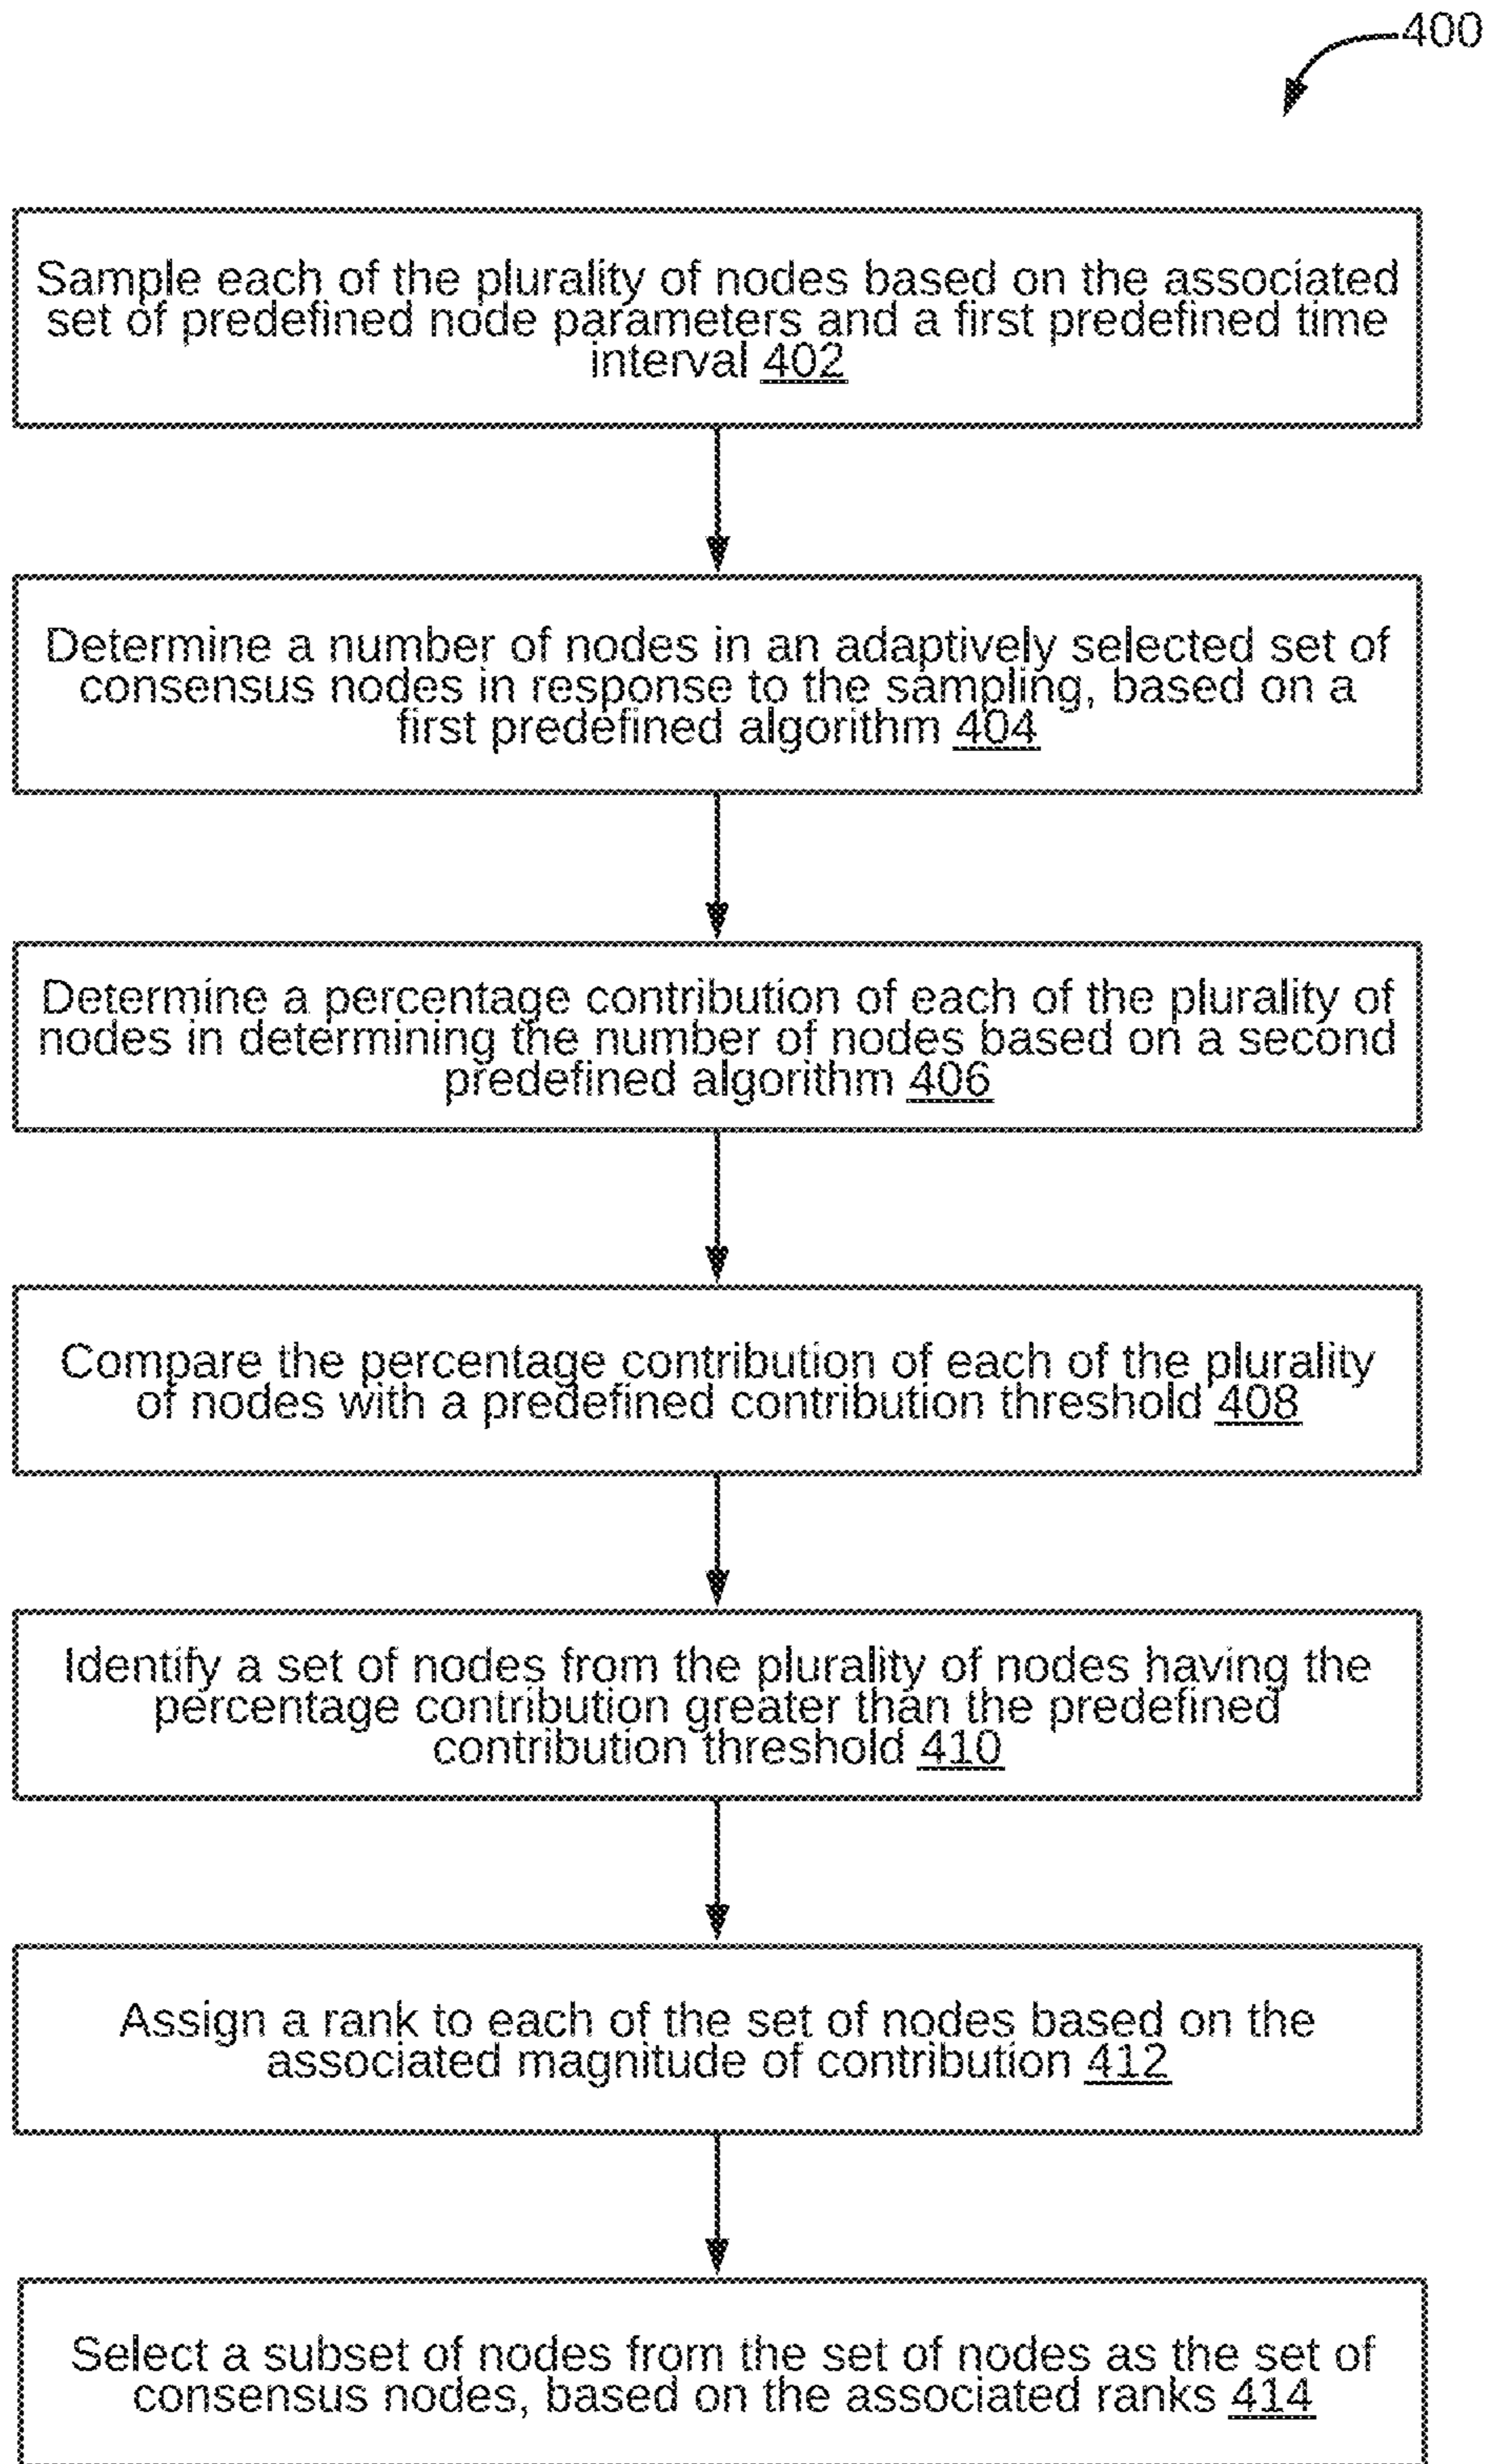 400
Sample each of the plurality of nodes based on the associated
set of predefined node parameters and a first predefined time
interval 402
Determine a number of nodes in an adaptively selected set of
consensus nodes in response to the sampling, based on a
first predefined algorithm 404
Determine a percentage contribution of each of the plurality of
nodes in determining the number of nodes based on a second
predefined algorithm 406
Compare the percentage contribution of each of the plurality
of nodes with a predefined contribution threshold 408
Identify a set of nodes from the plurality of nodes having the
percentage contribution greater than the predefined
contribution threshold 410
Assign a rank to each of the set of nodes based on the
associated magnitude of contribution 412
Select a subset of nodes from the set of nodes as the set of
consensus nodes, based on the associated ranks 414